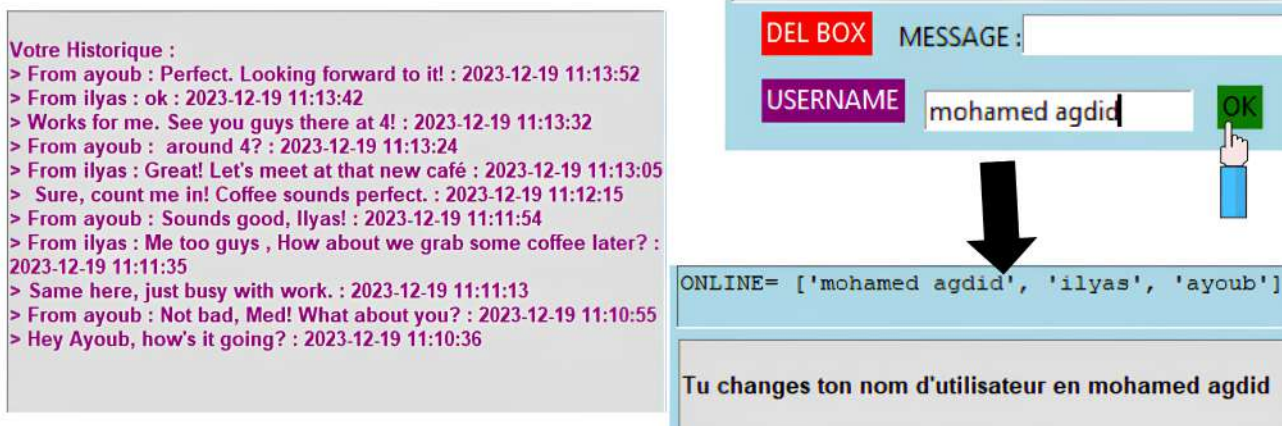 Votre Historique :
> From ayoub : Perfect. Looking forward to it! : 2023-12-19 11:13:52
> From ilyas : ok : 2023-12-19 11:13:42
> Works for me. See you guys there at 4! : 2023-12-19 11:13:32
> From ayoub :  around 4? : 2023-12-19 11:13:24
> From ilyas : Great! Let's meet at that new café : 2023-12-19 11:13:05
>  Sure, count me in! Coffee sounds perfect. : 2023-12-19 11:12:15
> From ayoub : Sounds good, Ilyas! : 2023-12-19 11:11:54
> From ilyas : Me too guys , How about we grab some coffee later? :
2023-12-19 11:11:35
> Same here, just busy with work. : 2023-12-19 11:11:13
> From ayoub : Not bad, Med! What about you? : 2023-12-19 11:10:55
> Hey Ayoub, how's it going? : 2023-12-19 11:10:36
DEL BOX MESSAGE :
USERNAME mohamed agdid OK
ONLINE= ['mohamed agdid', 'ilyas', 'ayoub']
Tu changes ton nom d'utilisateur en mohamed agdid